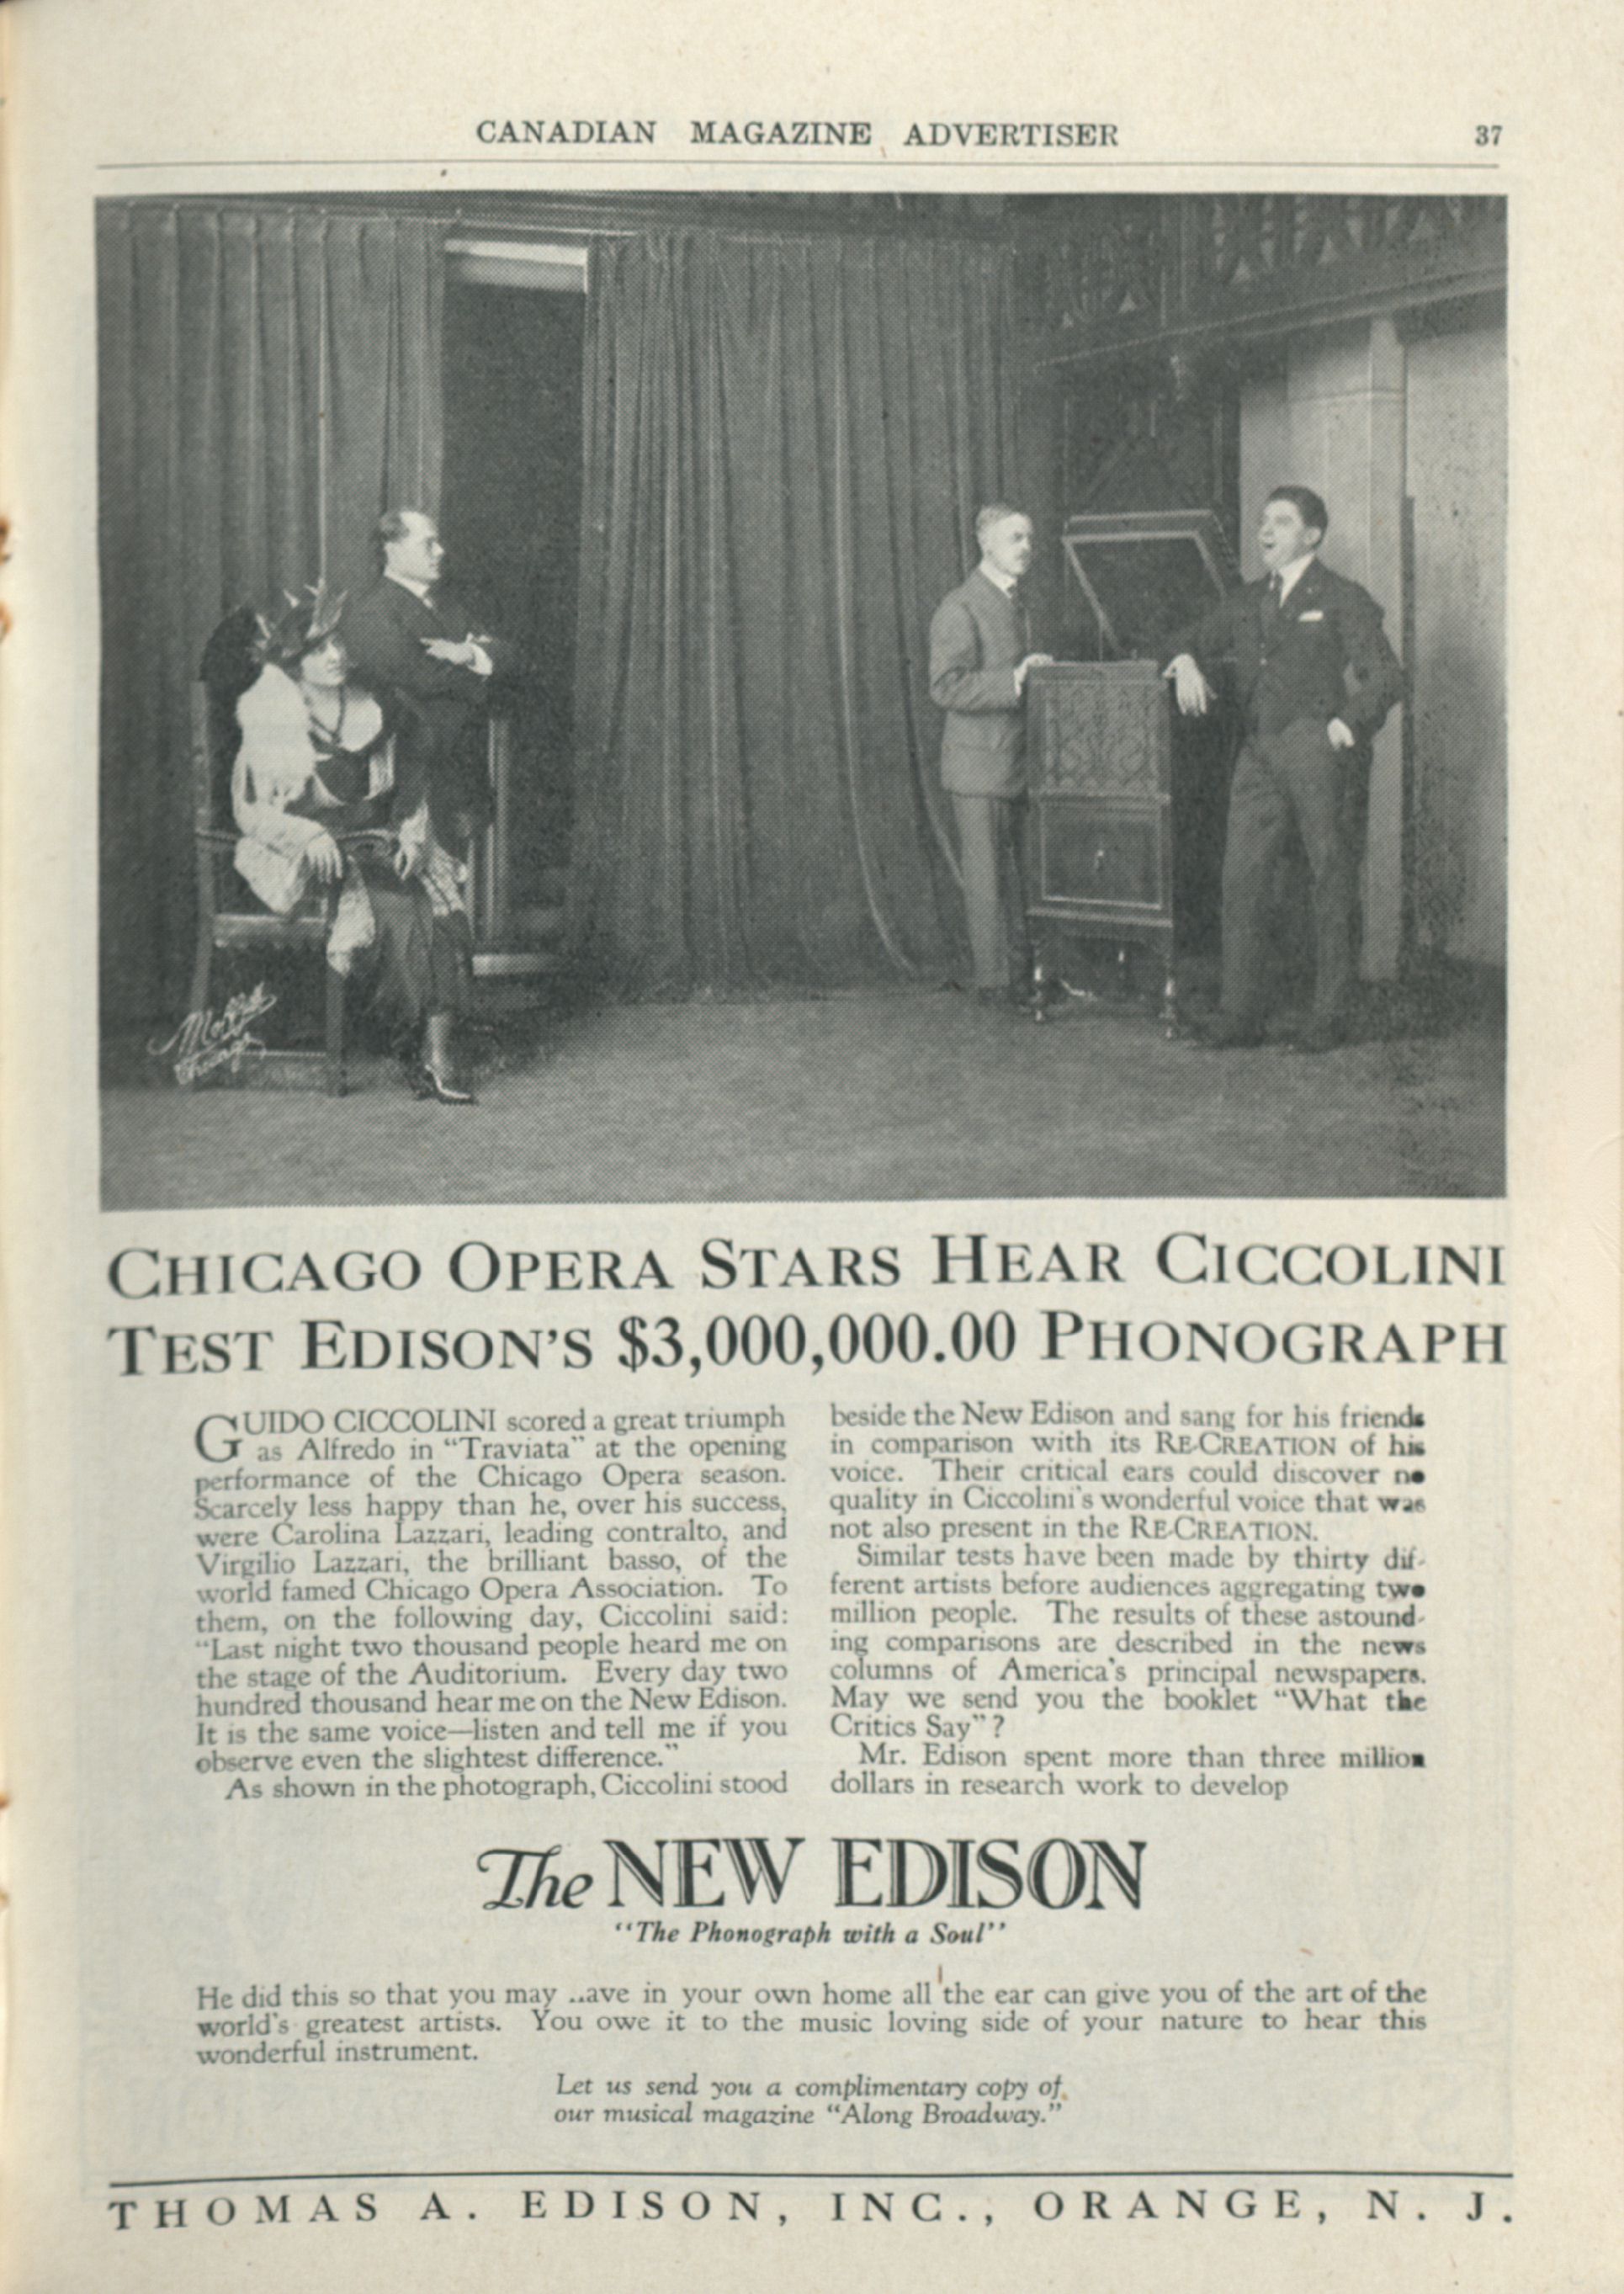 CANADIAN MAGAZINE ADVERTISER 37
Moffett
Chicago
CHICAGO OPERA STARS HEAR CICCOLINI
TEST EDISON'S $3,000,000.00 PHONOGRAPH
GUIDO CICCOLINI scored a great triumph
as Alfredo in "Traviata" at the opening
performance of the Chicago Opera season.
Scarcely less happy than he, over his success,
were Carolina Lazzari, leading contralto, and
Virgilio Lazzari, the brilliant basso, of the
world famed Chicago Opera Association. To
them, on the following day, Ciccolini said:
"Last night two thousand people heard me on
the stage of the Auditorium. Every day two
hundred thousand hear me on the New Edison.
It is the same voice—listen and tell me if you
observe even the slightest difference."
As shown in the photograph, Ciccolini stood
beside the New Edison and sang for his friends
in comparison with its RE-CREATION of his
voice. Their critical ears could discover no
quality in Ciccolini's wonderful voice that was
not also present in the RE-CREATION.
Similar tests have been made by thirty dif-
ferent artists before audiences aggregating two
million people. The results of these astound-
ing comparisons are described in the news
columns of America's principal newspapers.
May we send you the booklet "What the
Critics Say"?
Mr. Edison spent more than three million
dollars in research work to develop
The NEW EDISON
"The Phonograph with a Soul"
He did this so that you may ..ave in your own home all the ear can give you of the art of the
world's greatest artists. You owe it to the music loving side of your nature to hear this
wonderful instrument.
Let us send you a complimentary copy of
our musical magazine "Along Broadway."
THOMAS A. EDISON, INC., ORANGE, N. J.